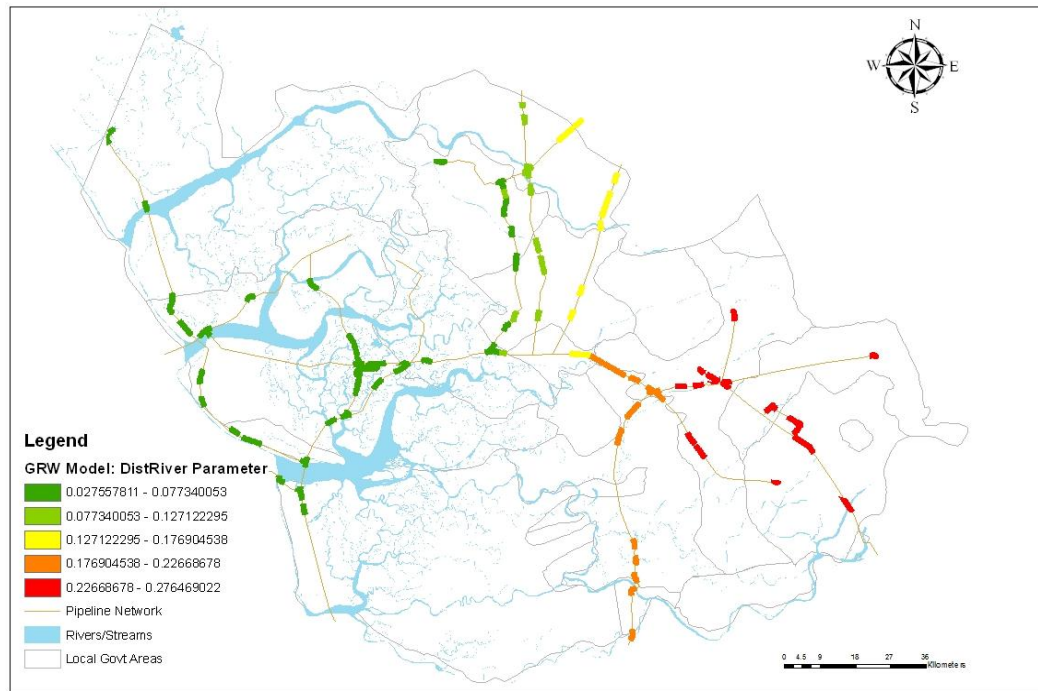 N
W E
S
Legend
GRW Model: DistRiver Parameter
0.027557811 - 0.077340053
0.077340053 - 0.127122295
0.127122295 - 0.176904538
0.176904538 - 0.22668678
0.22668678 - 0.276469022
Pipeline Network
Rivers/Streams
Local Govt Areas
0 4.5 9 18 27 36
Kilometers